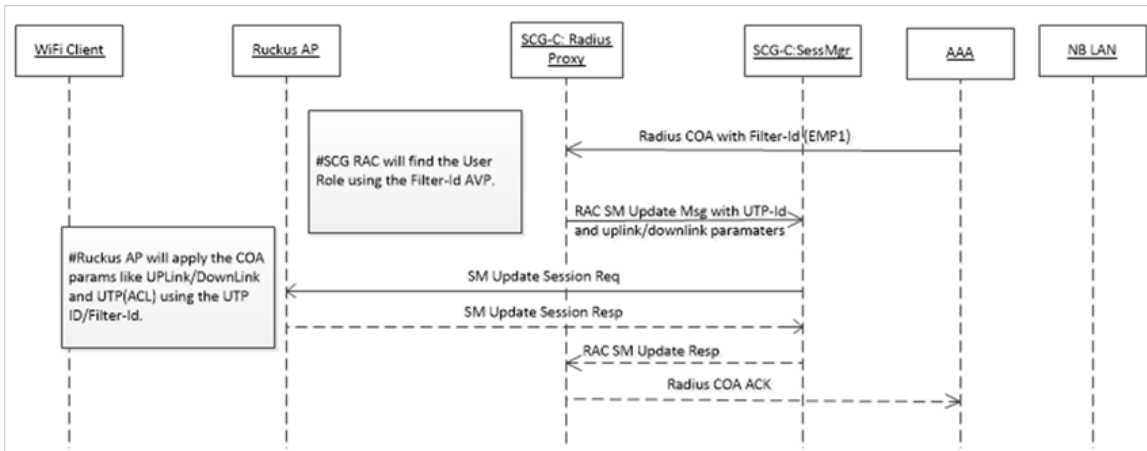 WiFi Client
Ruckus AP
SCG-C: Radius
Proxy
SCG-C:SessMgr
AAA
NB LAN
Radius COA with Filter-Id (EMP1)
#SCG RAC will find the User
Role using the Filter-Id AVP.
RAC SM Update Msg with UTP-Id
and uplink/downlink paramaters
#Ruckus AP will apply the COA
params like UPLink/DownLink
and UTP(ACL) using the UTP
ID/Filter-Id.
SM Update Session Req
SM Update Session Resp
RAC SM Update Resp
Radius COA ACK